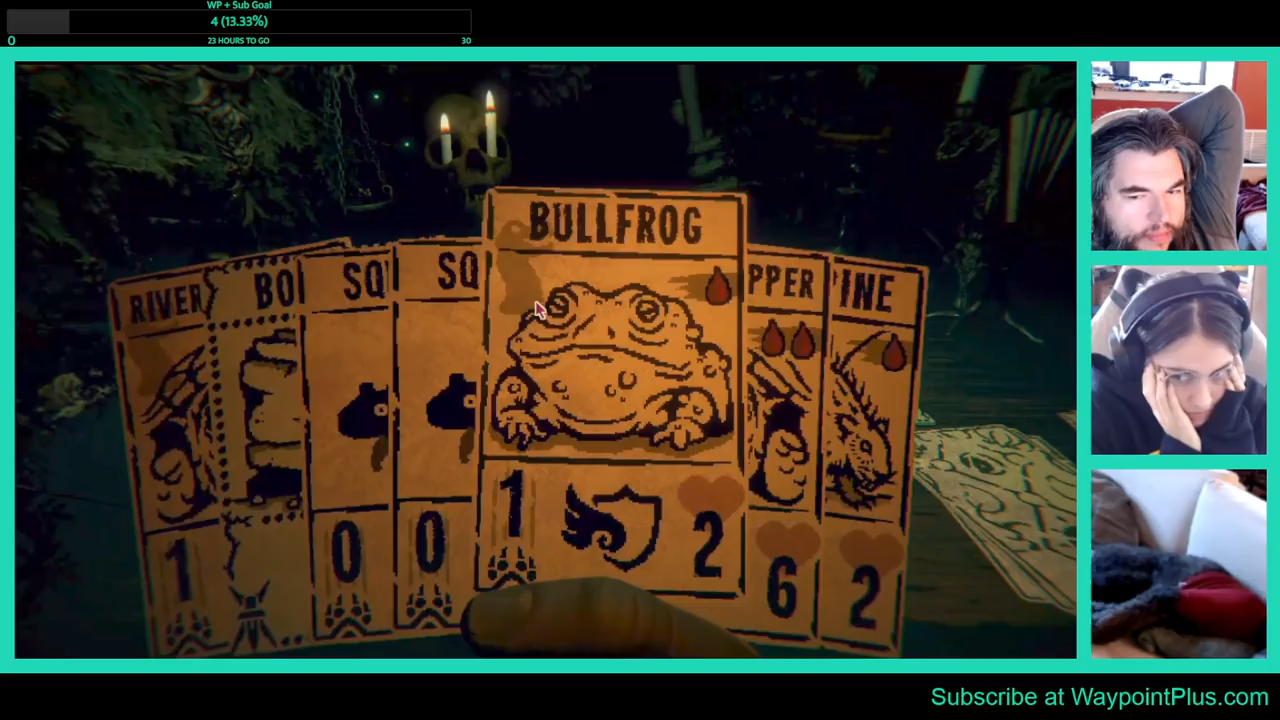 WP + Sub Goal
4 (13.33%)
0 23 HOURS TO GO 30
BULLFROG
RIVER BO SQ SQ PPER PINE
1 0 0 1 2 6 2
Subscribe at WaypointPlus.com